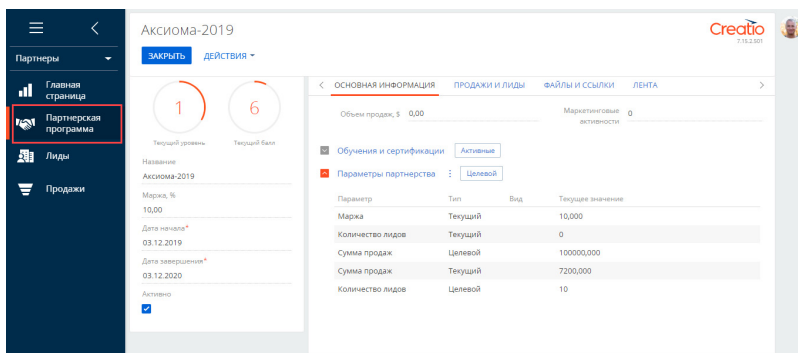 Партнеры
Главная
страница
Партнерская
программа
Лиды
Продажи
Аксиома-2019
Creatio
7.15.2.501
ЗАКРЫТЬ ДЕЙСТВИЯ
1 6
Текущий уровень Текущий балл
Название
Аксиома-2019
Маржа, %
10,00
Дата начала*
03.12.2019
Дата завершения*
03.12.2020
Активно
ОСНОВНАЯ ИНФОРМАЦИЯ ПРОДАЖИ И ЛИДЫ ФАЙЛЫ И ССЫЛКИ ЛЕНТА
Объем продаж, $ 0,00 Маркетинговые 0
активности
Обучения и сертификации Активные
Параметры партнерства Целевой
Параметр Тип Вид Текущее значение
Маржа Текущий 10,000
Количество лидов Текущий 0
Сумма продаж Целевой 100000,000
Сумма продаж Текущий 7200,000
Количество лидов Целевой 10